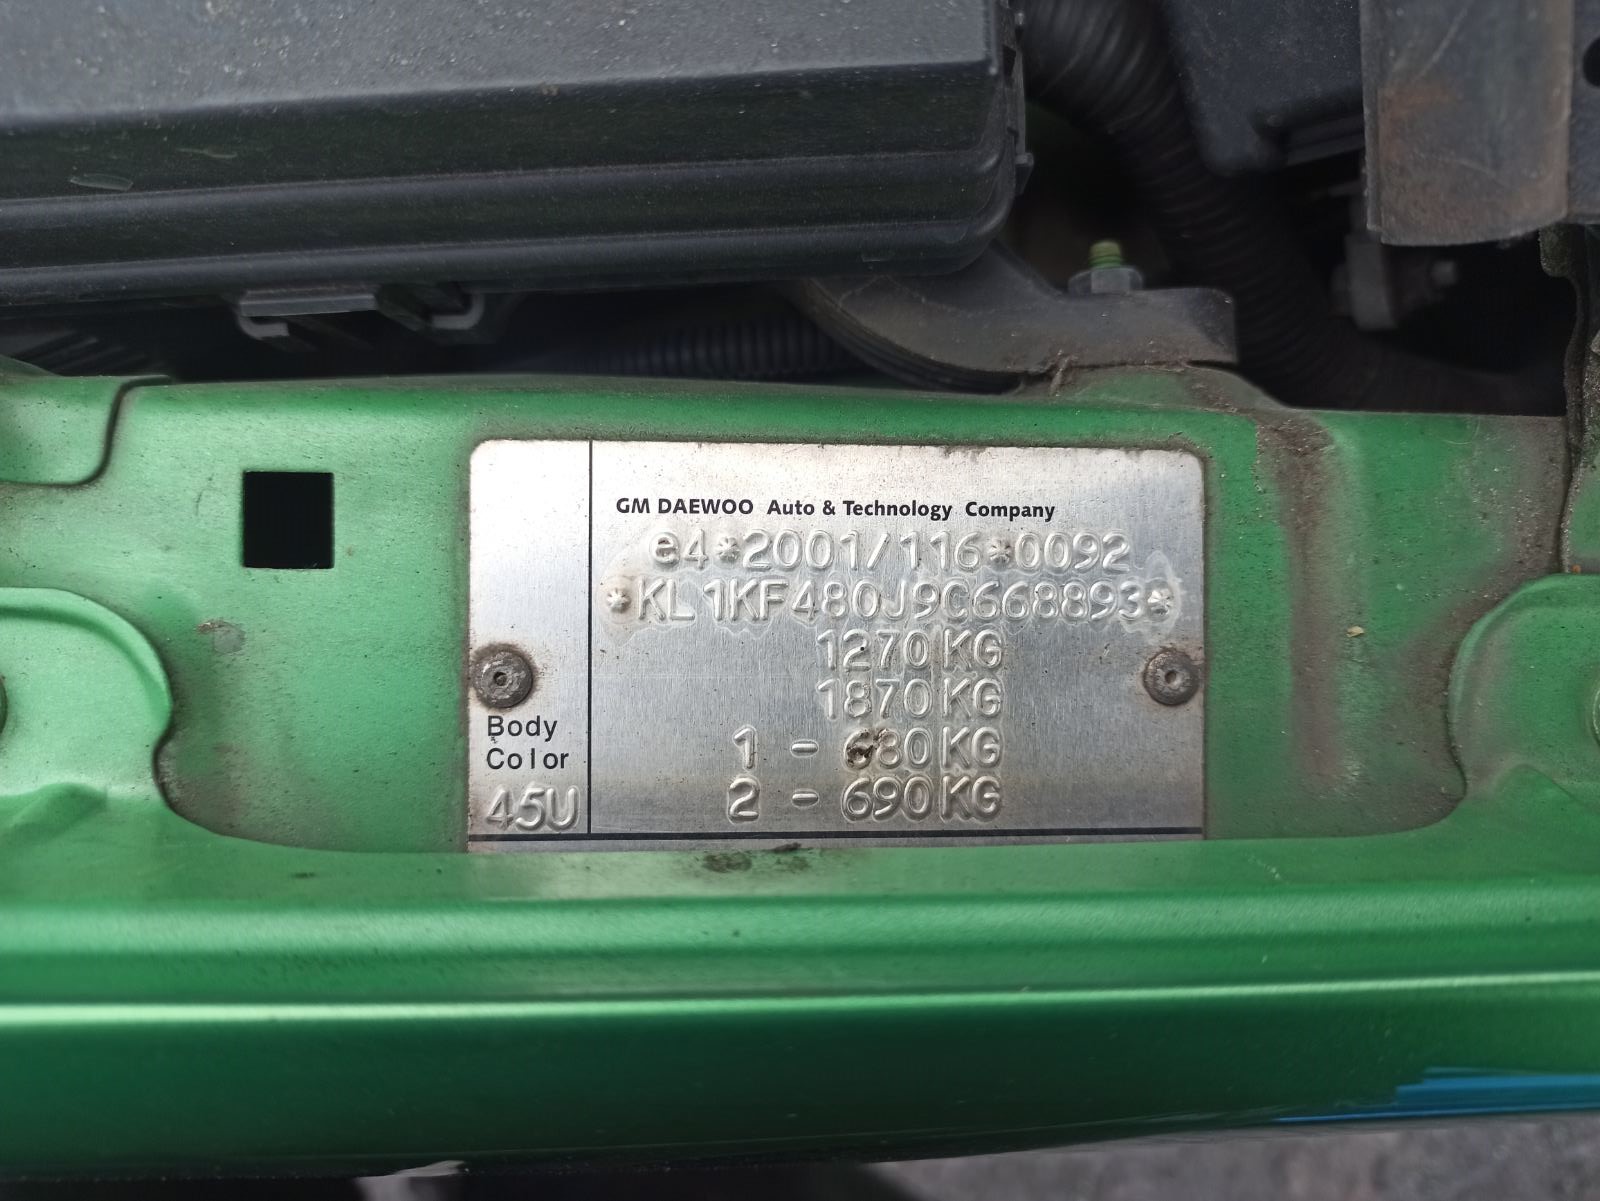 GM DAEWOO Auto & Technology Company
e4*2001/116*0092
*KL1KF480J9C668893*
1270KG
1870KG
1 - 680KG
2 - 690KG
Body
Color
45U